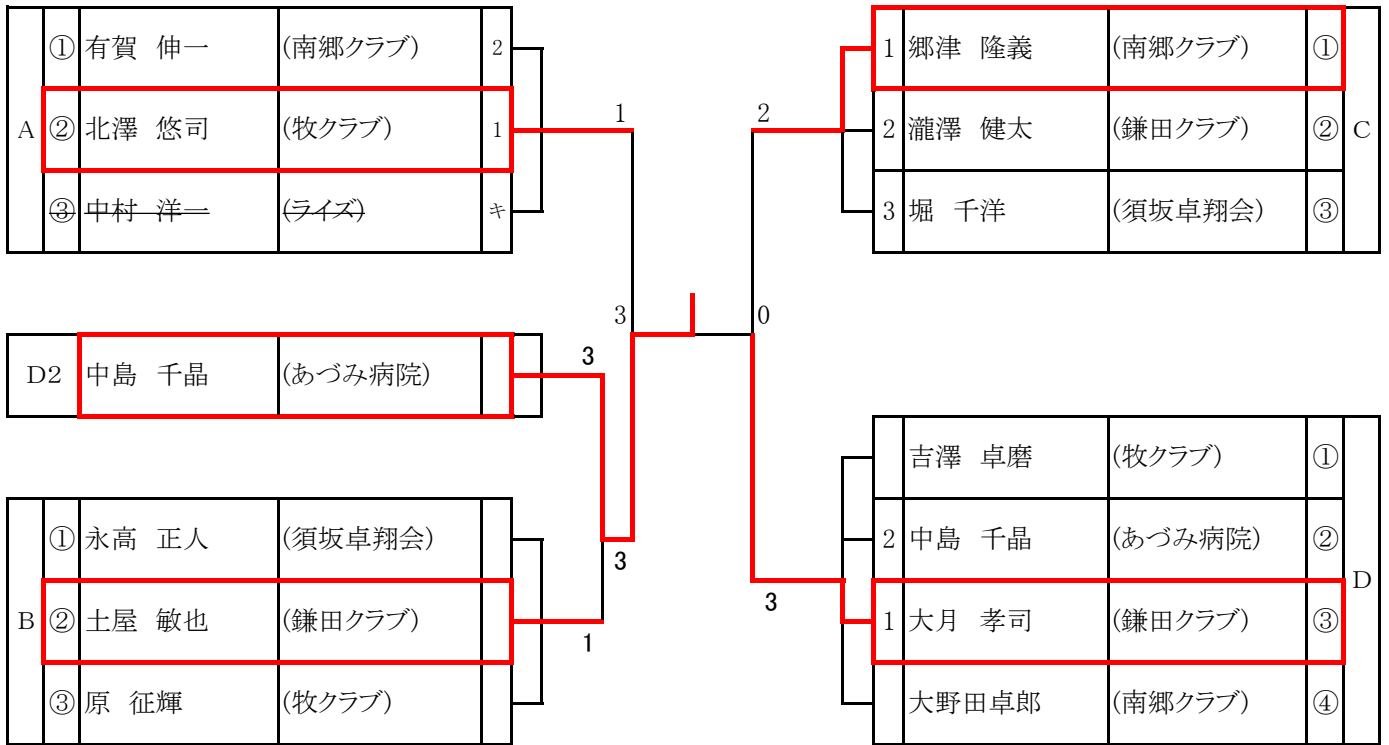 A
① 有賀 伸一 (南郷クラブ) 2
② 北澤 悠司 (牧クラブ) 1
③ 中村 洋一 (ライズ) キ
D2 中島 千晶 (あづみ病院)
B
① 永高 正人 (須坂卓翔会)
② 土屋 敏也 (鎌田クラブ)
③ 原 征輝 (牧クラブ)
1
3
3
3
1
2
0
3
1 郷津 隆義 (南郷クラブ) ①
2 瀧澤 健太 (鎌田クラブ) ②
3 堀 千洋 (須坂卓翔会) ③
C
吉澤 卓磨 (牧クラブ) ①
2 中島 千晶 (あづみ病院) ②
1 大月 孝司 (鎌田クラブ) ③
大野田卓郎 (南郷クラブ) ④
D